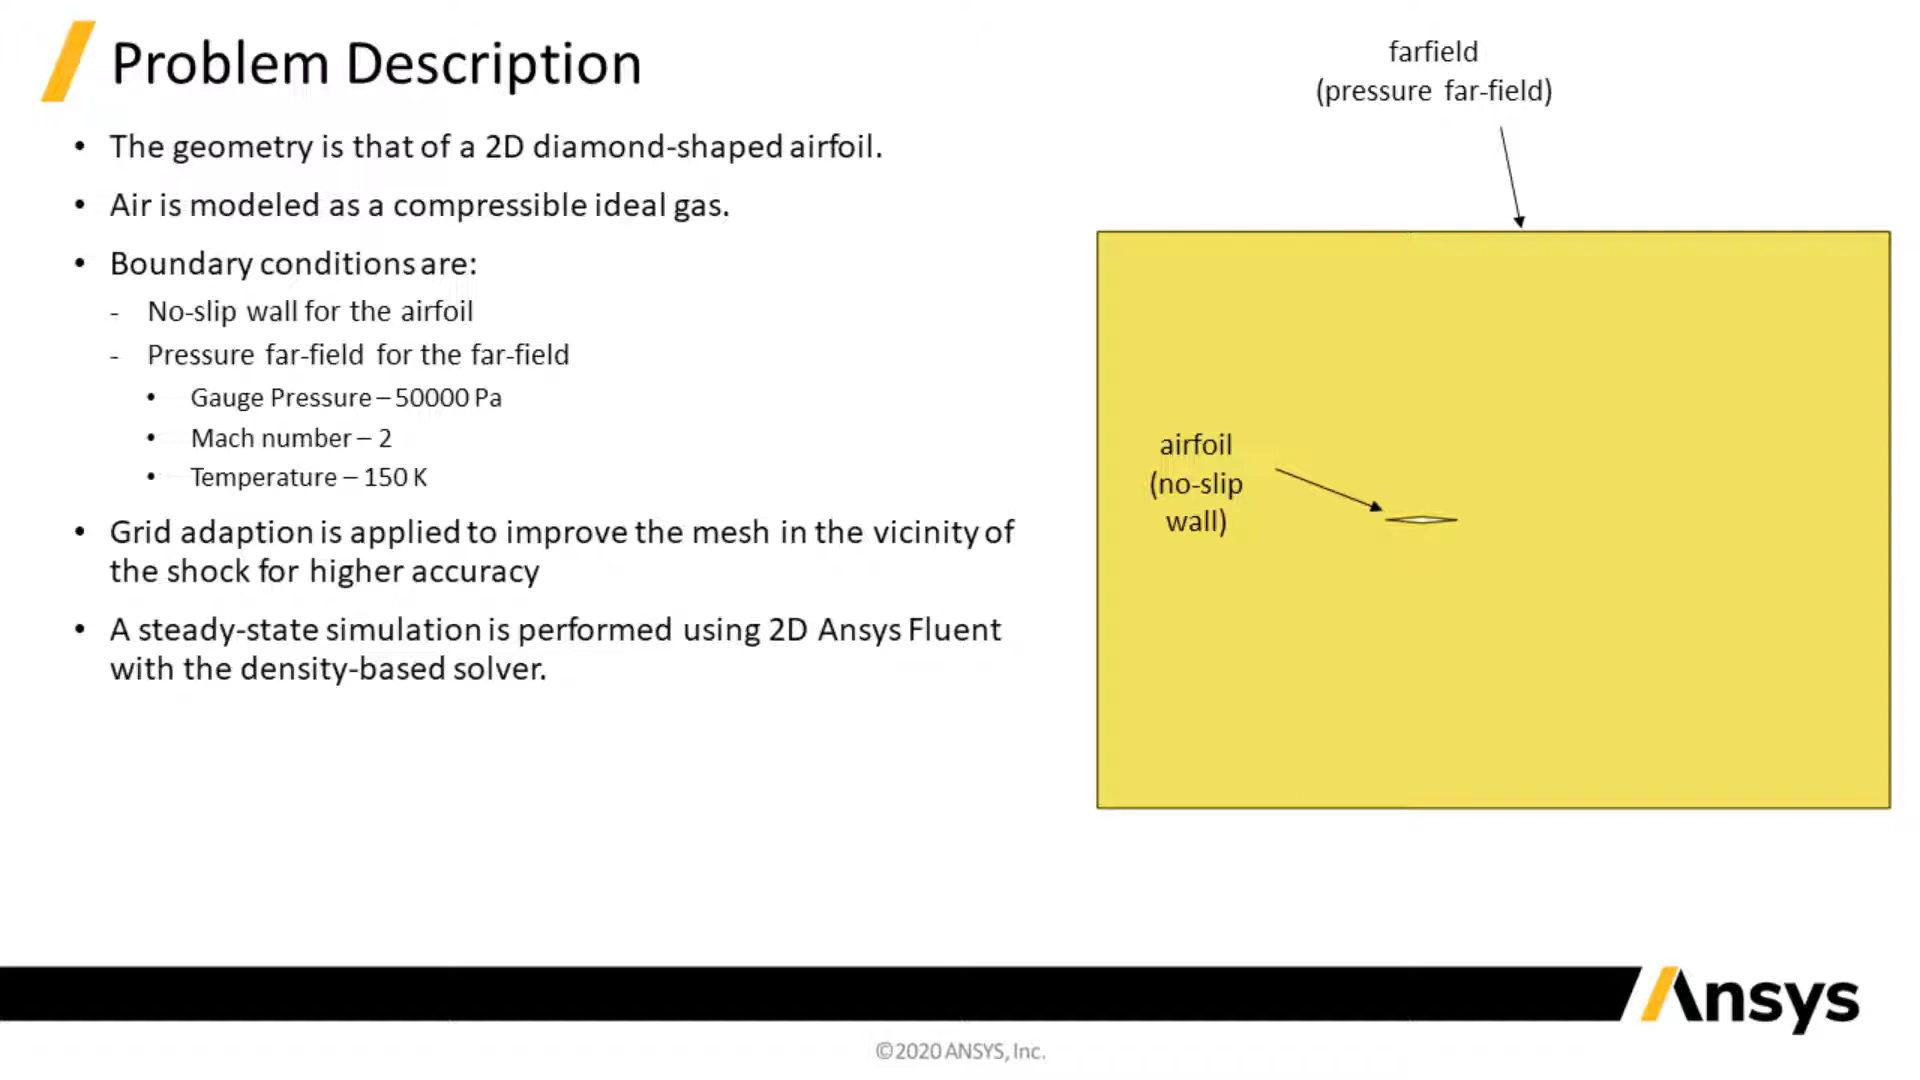 Problem Description
• The geometry is that of a 2D diamond-shaped airfoil.
• Air is modeled as a compressible ideal gas.
• Boundary conditions are:
- No-slip wall for the airfoil
- Pressure far-field for the far-field
• Gauge Pressure – 50000 Pa
• Mach number – 2
• Temperature – 150 K
• Grid adaption is applied to improve the mesh in the vicinity of
the shock for higher accuracy
• A steady-state simulation is performed using 2D Ansys Fluent
with the density-based solver.
farfield
(pressure far-field)
airfoil
(no-slip
wall)
Ansys
©2020 ANSYS, Inc.